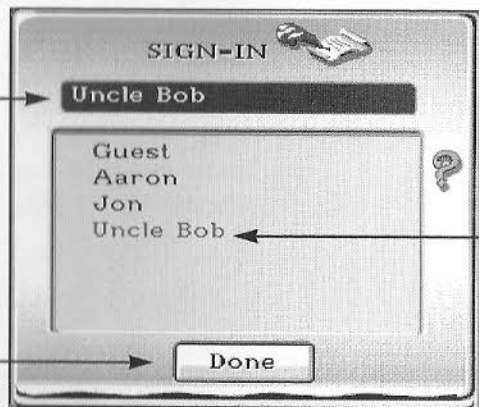 SIGN-IN
Uncle Bob
Guest
Aaron
Jon
Uncle Bob
Done